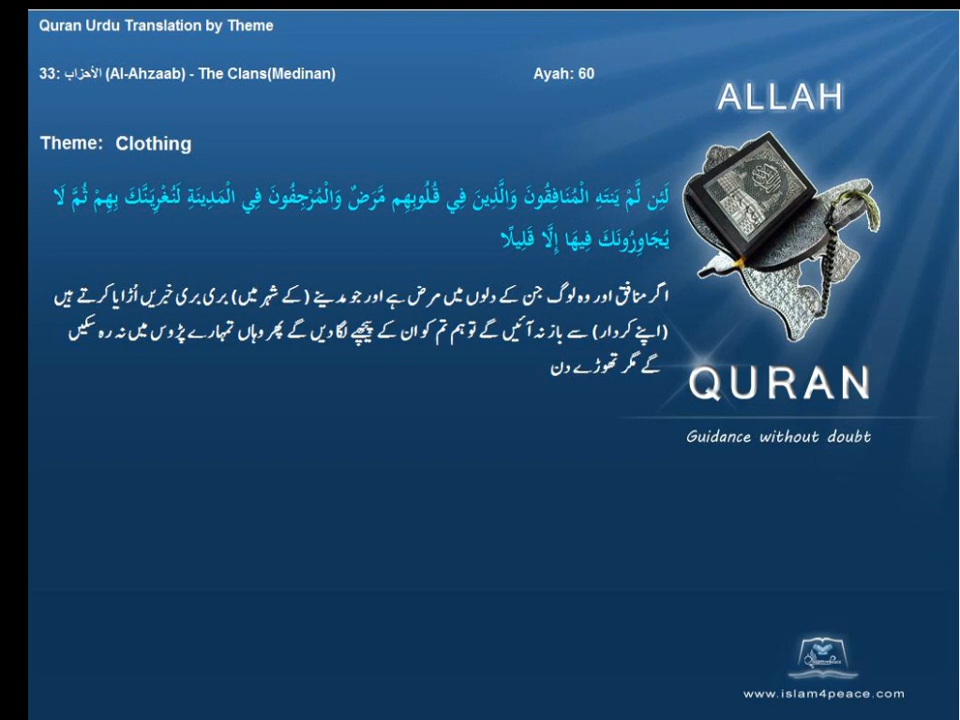 Quran Urdu Translation by Theme
33: الأحزاب (Al-Ahzaab) - The Clans(Medinan) Ayah: 60
ALLAH
Theme: Clothing
لَئِن لَّمْ يَنتَهِ الْمُنَافِقُونَ وَالَّذِينَ فِي قُلُوبِهِم مَّرَضٌ وَالْمُرْجِفُونَ فِي الْمَدِينَةِ لَنُغْرِيَنَّكَ بِهِمْ ثُمَّ لَا
يُجَاوِرُونَكَ فِيهَا إِلَّا قَلِيلًا
اگر منافق اور وہ لوگ جن کے دلوں میں مرض ہے اور جو مدینے (کے شہر میں) بری بری خبریں اُڑایا کرتے ہیں
(اپنے کردار) سے باز نہ آئیں گے تو ہم تم کو ان کے پیچھے لگا دیں گے پھر وہاں تمہارے پڑوس میں نہ رہ سکیں
گے مگر تھوڑے دن
QURAN
Guidance without doubt
www.islam4peace.com